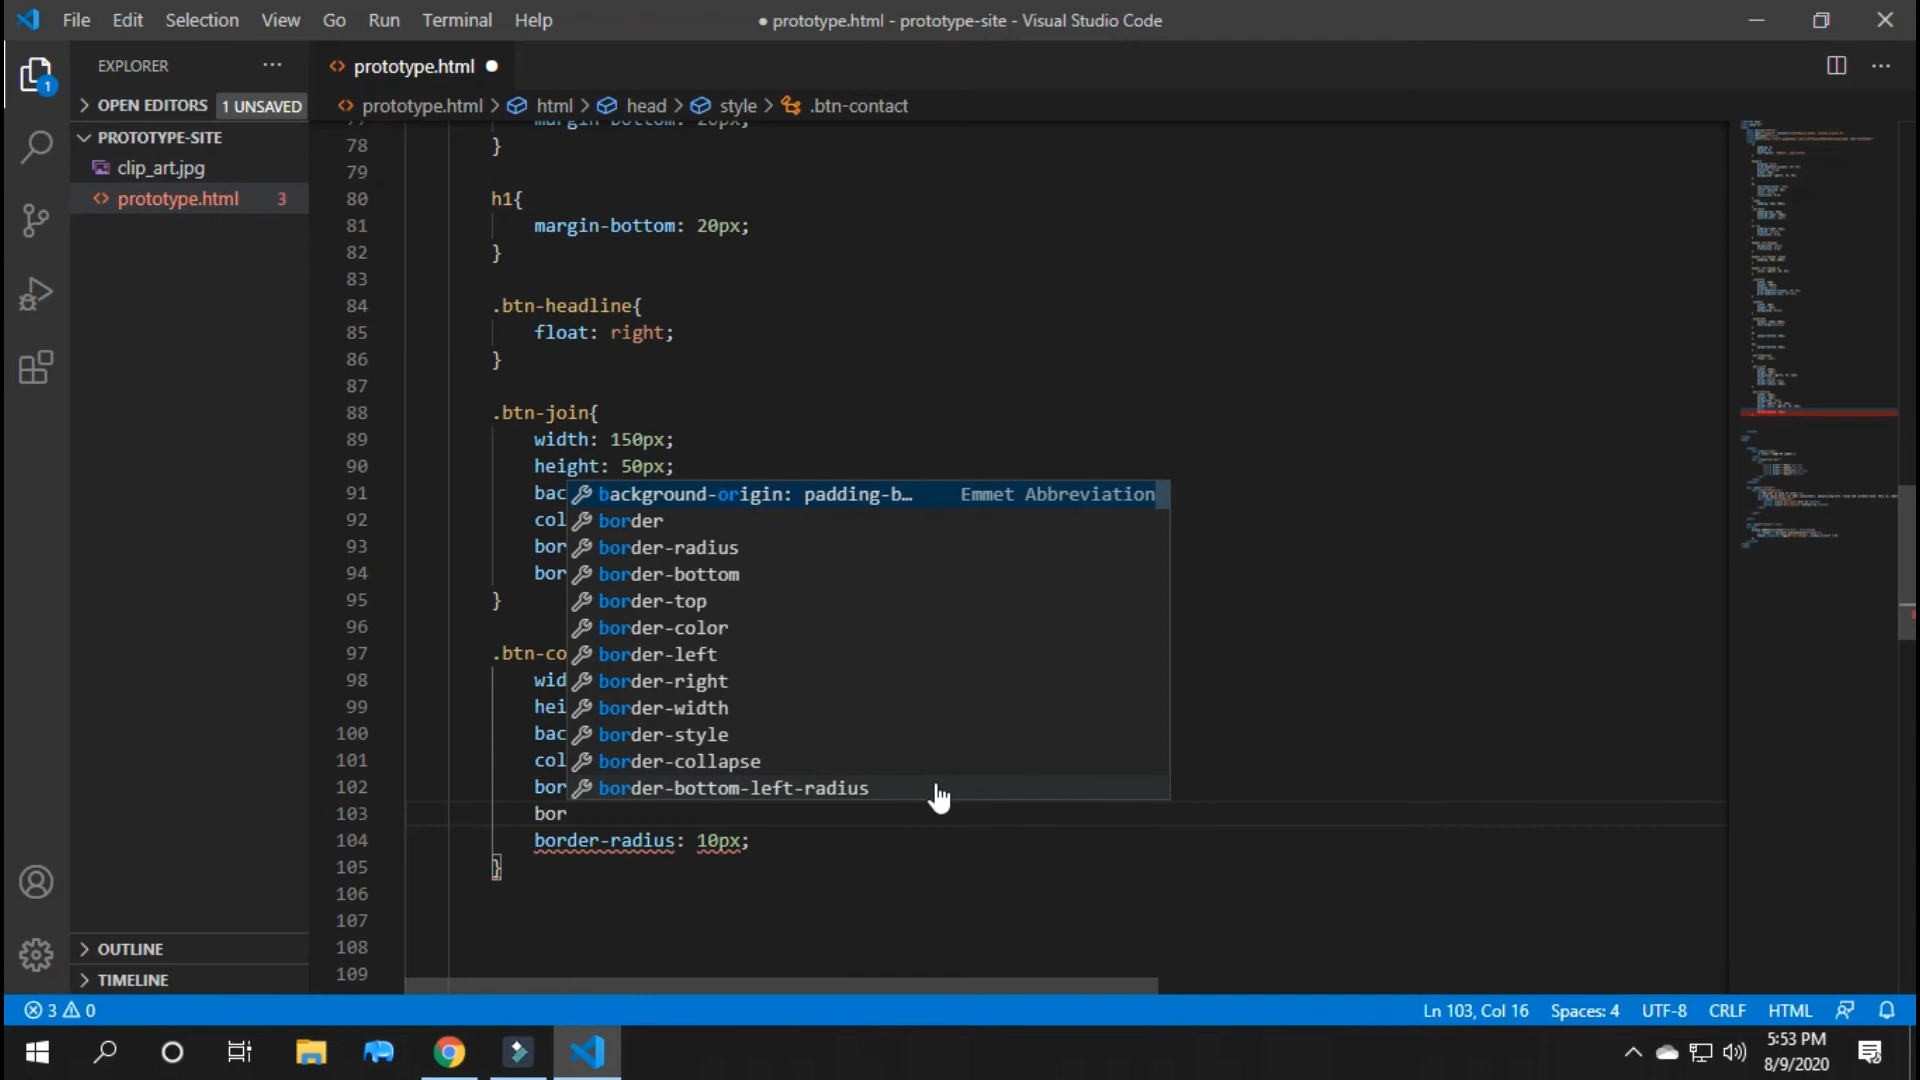 File Edit Selection View Go Run Terminal Help
● prototype.html - prototype-site - Visual Studio Code
EXPLORER ···
prototype.html ●
OPEN EDITORS 1 UNSAVED
prototype.html > html > head > style > .btn-contact
PROTOTYPE-SITE
clip_art.jpg
prototype.html 3
77 margin-bottom: 20px;
78 }
79
80 h1{
81 margin-bottom: 20px;
82 }
83
84 .btn-headline{
85 float: right;
86 }
87
88 .btn-join{
89 width: 150px;
90 height: 50px;
91 bac
92 col
93 bor
94 bor
95 }
96
97 .btn-co
98 wid
99 hei
100 bac
101 col
102 bor
103 bor
104 border-radius: 10px;
105 }
106
107
108
109
background-origin: padding-b… Emmet Abbreviation
border
border-radius
border-bottom
border-top
border-color
border-left
border-right
border-width
border-style
border-collapse
border-bottom-left-radius
1
OUTLINE
TIMELINE
3 0
Ln 103, Col 16 Spaces: 4 UTF-8 CRLF HTML
5:53 PM
8/9/2020